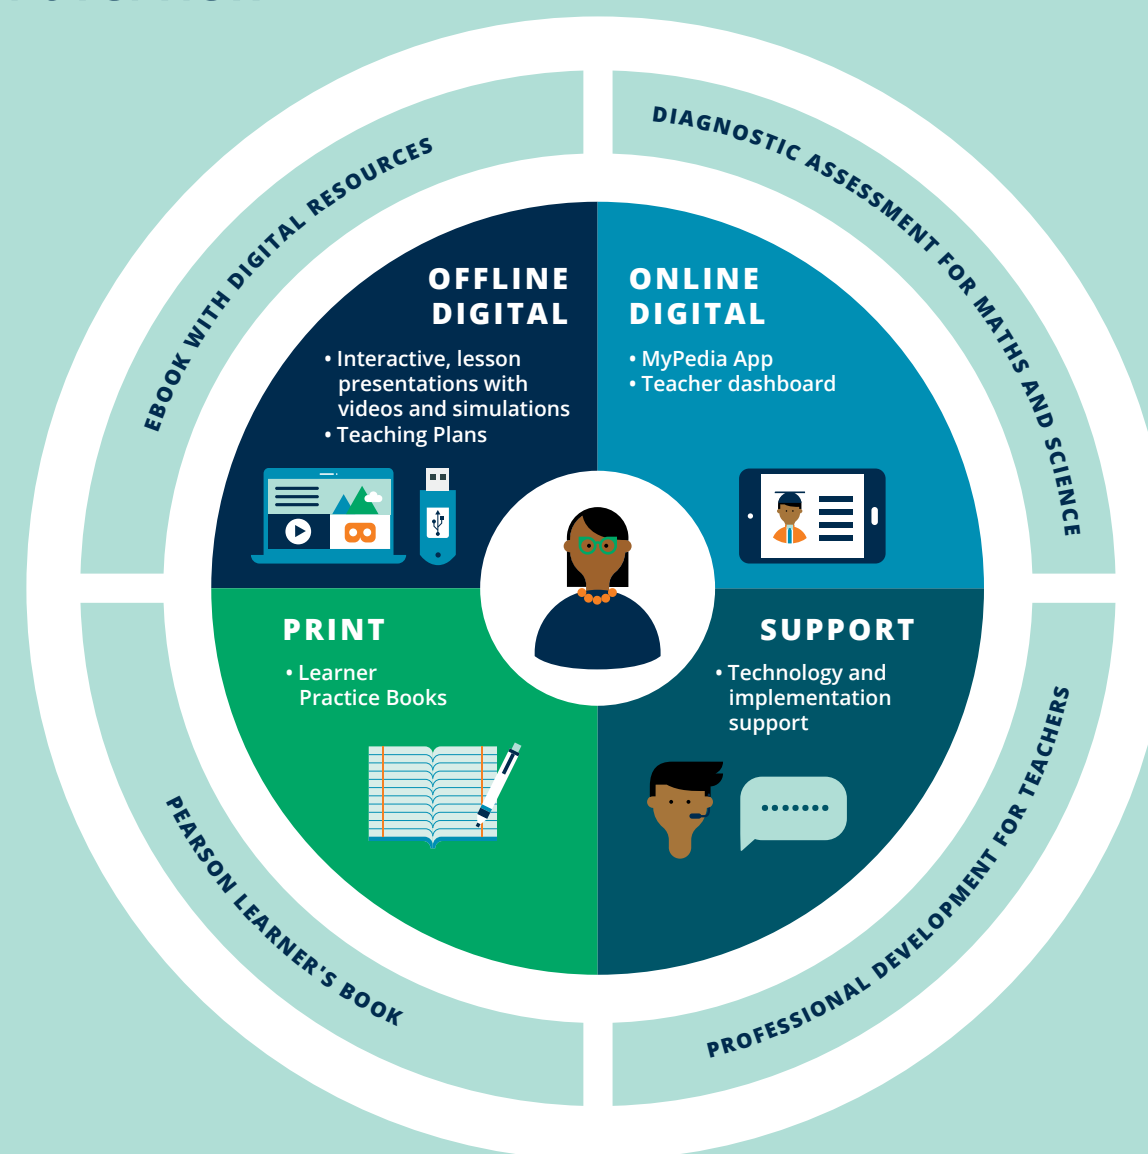 EBOOK WITH DIGITAL RESOURCES
DIAGNOSTIC ASSESSMENT FOR MATHS AND SCIENCE
OFFLINE
DIGITAL
• Interactive, lesson
presentations with
videos and simulations
• Teaching Plans
ONLINE
DIGITAL
• MyPedia App
• Teacher dashboard
PRINT
• Learner
Practice Books
SUPPORT
• Technology and
implementation
support
PEARSON LEARNER'S BOOK
PROFESSIONAL DEVELOPMENT FOR TEACHERS